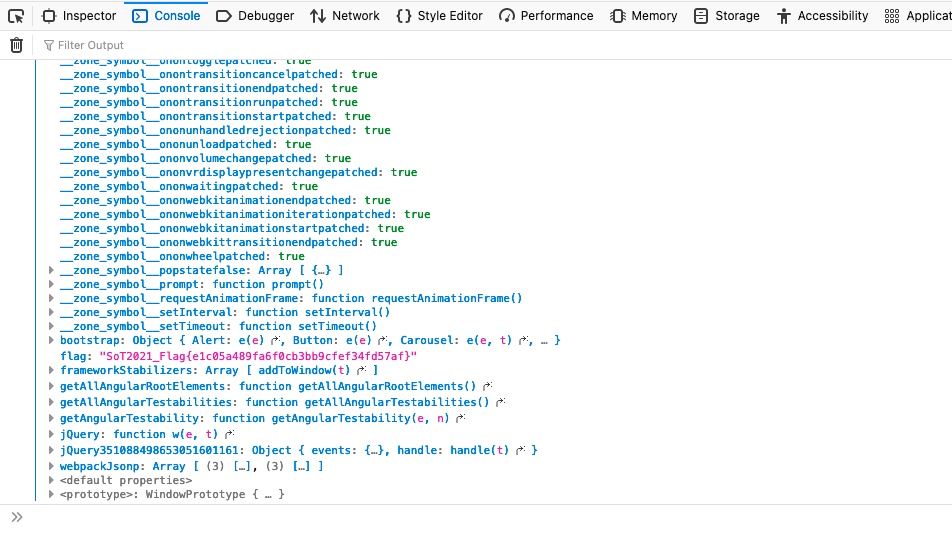 Inspector Console Debugger Network Style Editor Performance Memory Storage Accessibility Applicat
Filter Output
__zone_symbol__onontogglepatched: true
__zone_symbol__onontransitioncancelpatched: true
__zone_symbol__onontransitionendpatched: true
__zone_symbol__onontransitionrunpatched: true
__zone_symbol__onontransitionstartpatched: true
__zone_symbol__ononunhandledrejectionpatched: true
__zone_symbol__ononunloadpatched: true
__zone_symbol__ononvolumechangepatched: true
__zone_symbol__ononvrdisplaypresentchangepatched: true
__zone_symbol__ononwaitingpatched: true
__zone_symbol__ononwebkitanimationendpatched: true
__zone_symbol__ononwebkitanimationiterationpatched: true
__zone_symbol__ononwebkitanimationstartpatched: true
__zone_symbol__ononwebkittransitionendpatched: true
__zone_symbol__ononwheelpatched: true
__zone_symbol__popstatefalse: Array [ {…} ]
__zone_symbol__prompt: function prompt()
__zone_symbol__requestAnimationFrame: function requestAnimationFrame()
__zone_symbol__setInterval: function setInterval()
__zone_symbol__setTimeout: function setTimeout()
bootstrap: Object { Alert: e(e), Button: e(e), Carousel: e(e, t), … }
flag: "SoT2021_Flag{e1c05a489fa6f0cb3bb9cfef34fd57af}"
frameworkStabilizers: Array [ addToWindow(t) ]
getAllAngularRootElements: function getAllAngularRootElements()
getAllAngularTestabilities: function getAllAngularTestabilities()
getAngularTestability: function getAngularTestability(e, n)
jQuery: function w(e, t)
jQuery351088498653051601161: Object { events: {…}, handle: handle(t) }
webpackJsonp: Array [ (3) […], (3) […] ]
<default properties>
<prototype>: WindowPrototype { … }